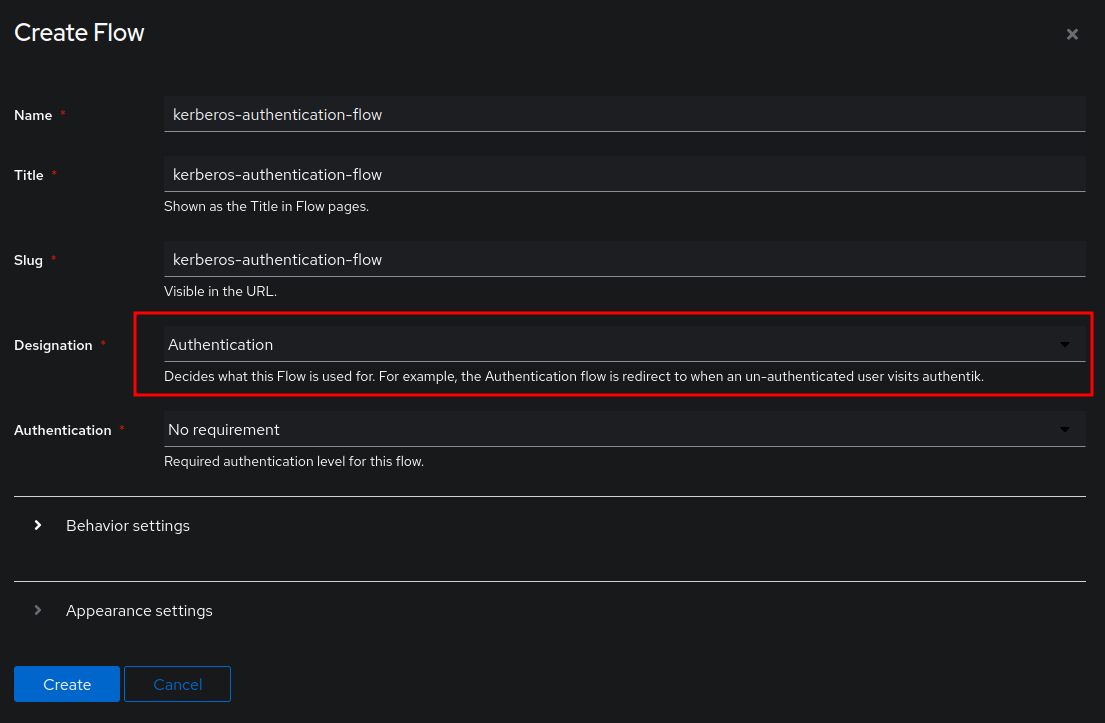 Create Flow
Name *
kerberos-authentication-flow
Title *
kerberos-authentication-flow
Shown as the Title in Flow pages.
Slug *
kerberos-authentication-flow
Visible in the URL.
Designation *
Authentication
Decides what this Flow is used for. For example, the Authentication flow is redirect to when an un-authenticated user visits authentik.
Authentication *
No requirement
Required authentication level for this flow.
Behavior settings
Appearance settings
Create
Cancel